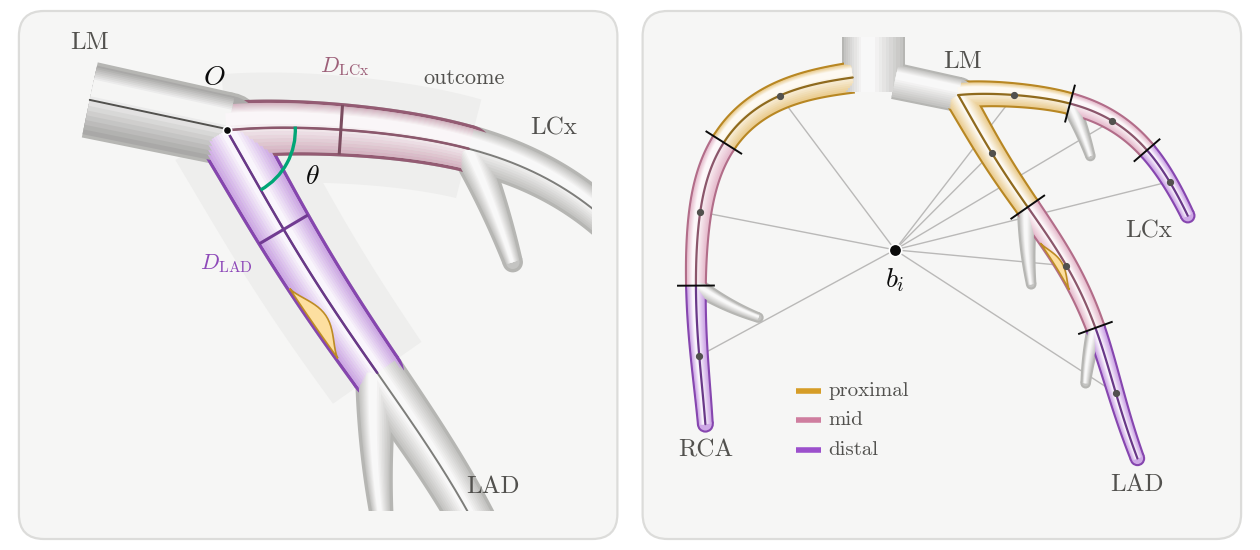 LM
O
D_LCx
outcome
LCx
θ
D_LAD
LAD
LM
LCx
b_i
proximal
mid
distal
RCA
LAD